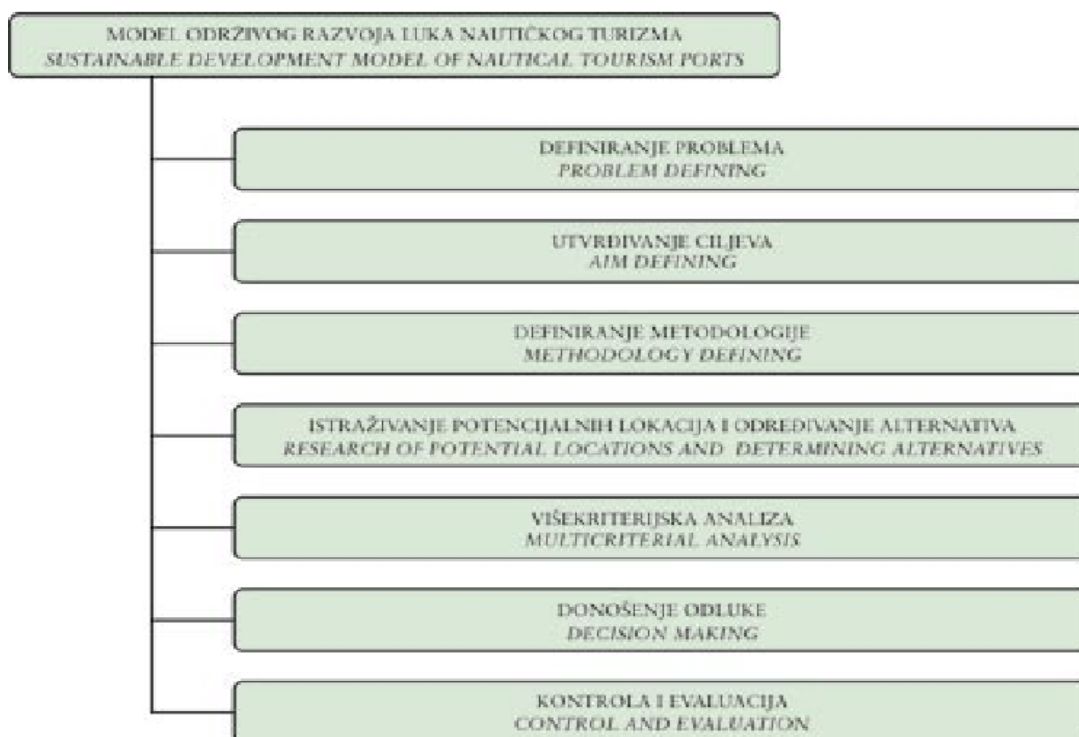 MODEL ODRŽIVOG RAZVOJA LUKA NAUTIČKOG TURIZMA
SUSTAINABLE DEVELOPMENT MODEL OF NAUTICAL TOURISM PORTS
DEFINIRANJE PROBLEMA
PROBLEM DEFINING
UTVRĐIVANJE CILJEVA
AIM DEFINING
DEFINIRANJE METODOLOGIJE
METHODOLOGY DEFINING
ISTRAŽIVANJE POTENCIJALNIH LOKACIJA I ODREĐIVANJE ALTERNATIVA
RESEARCH OF POTENTIAL LOCATIONS AND DETERMINING ALTERNATIVES
VIŠEKRITERIJSKA ANALIZA
MULTICRITERIAL ANALYSIS
DONOŠENJE ODLUKE
DECISION MAKING
KONTROLA I EVALUACIJA
CONTROL AND EVALUATION